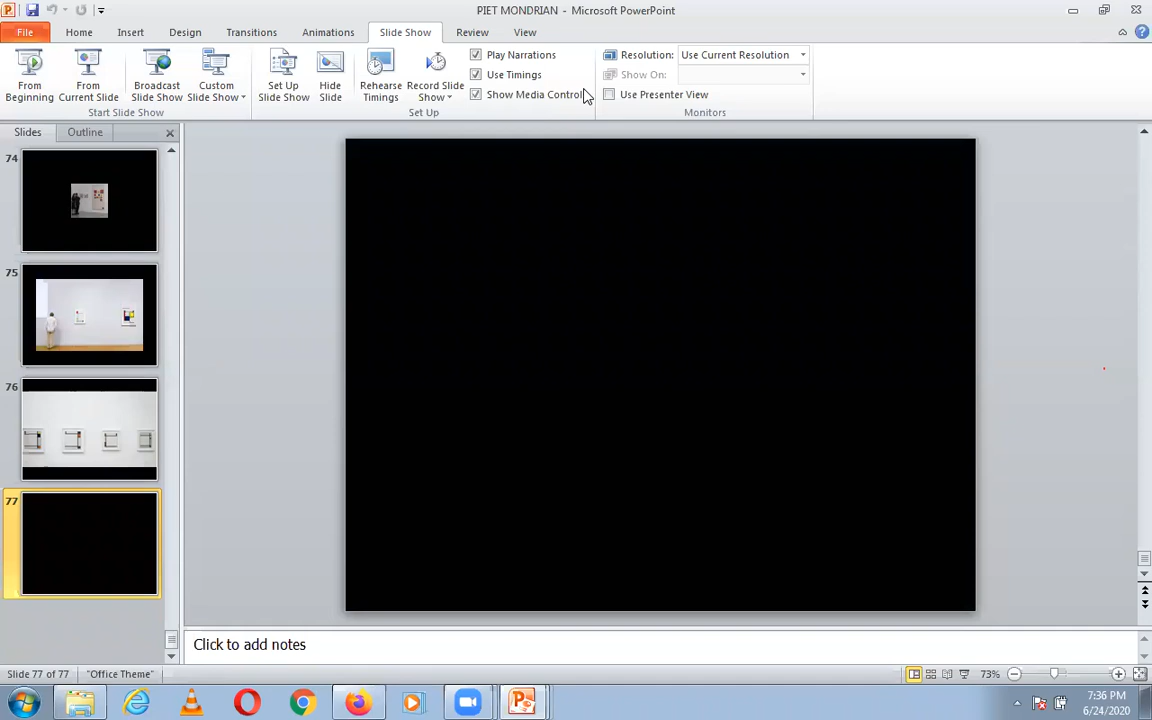 PIET MONDRIAN - Microsoft PowerPoint
File Home Insert Design Transitions Animations Slide Show Review View
From Beginning
From Current Slide
Broadcast Slide Show
Custom Slide Show
Set Up Slide Show
Hide Slide
Rehearse Timings
Record Slide Show
Play Narrations
Use Timings
Show Media Control
Resolution: Use Current Resolution
Show On:
Use Presenter View
Start Slide Show Set Up Monitors
Slides Outline
74
75
76
77
Click to add notes
Slide 77 of 77 "Office Theme" 73%
7:36 PM
6/24/2020